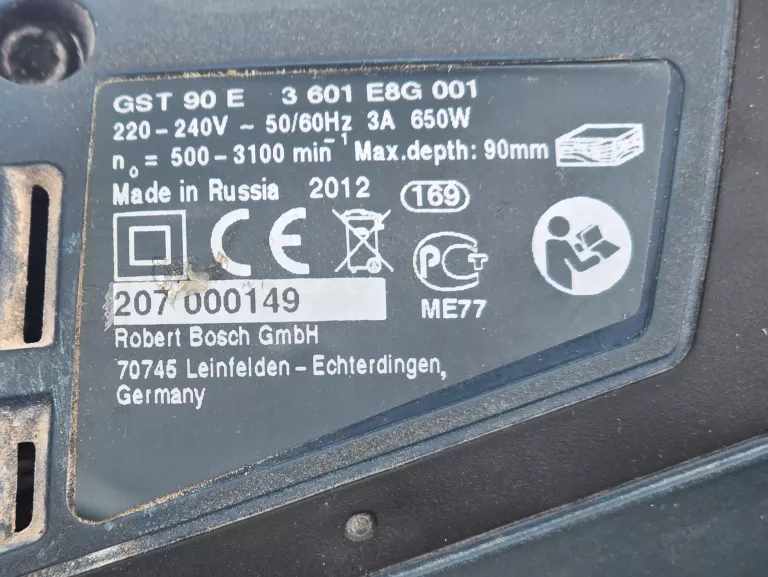 GST 90 E 3 601 E8G 001
220-240V ~ 50/60Hz 3A 650W
n₀ = 500-3100 min⁻¹ Max.depth: 90mm
Made in Russia 2012 169
CE PCT
207 000149 ME77
Robert Bosch GmbH
70745 Leinfelden - Echterdingen,
Germany